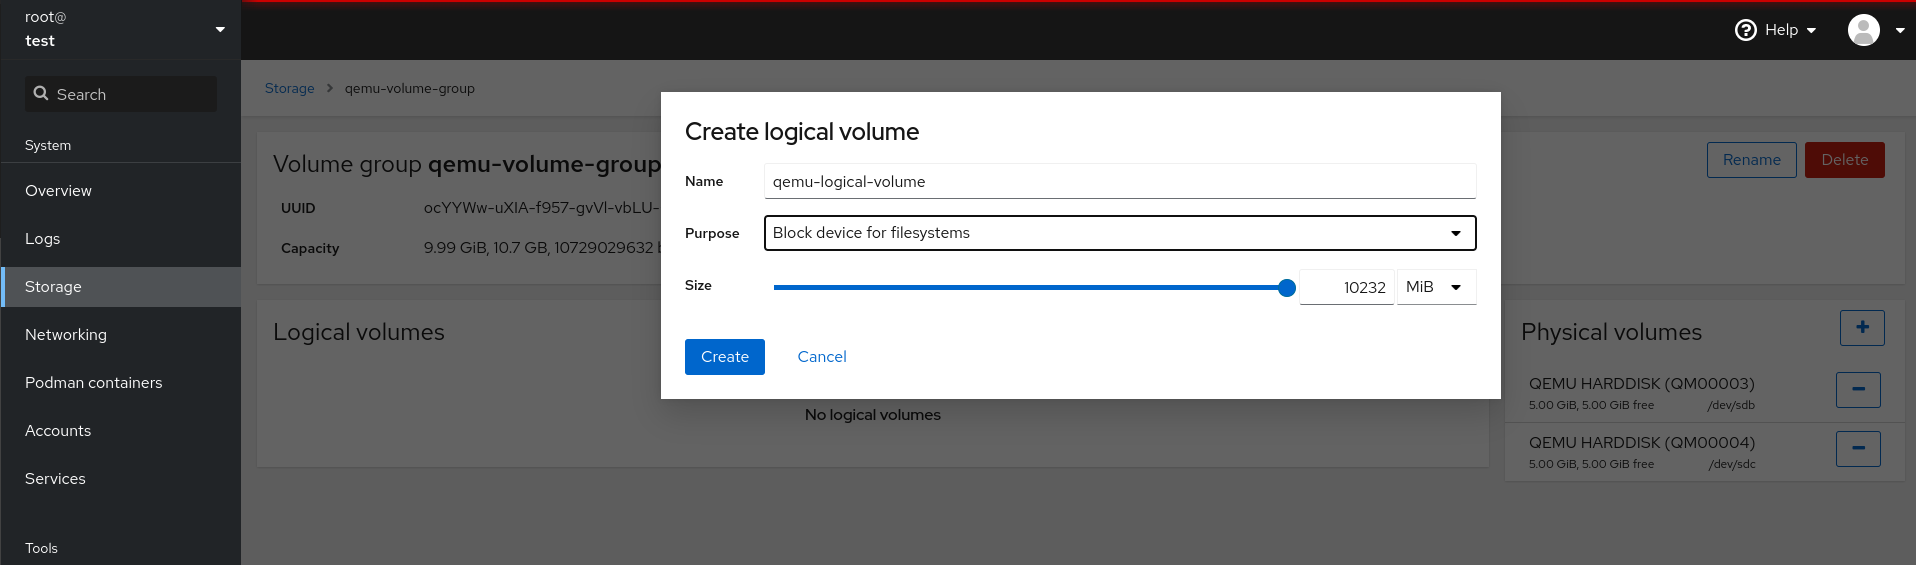 root@
test
Help
Search
Storage > qemu-volume-group
System
Overview
Logs
Storage
Networking
Podman containers
Accounts
Services
Tools
Volume group qemu-volume-group
Rename
Delete
UUID ocYYWw-uXIA-f957-gvVl-vbLU-
Capacity 9.99 GiB, 10.7 GB, 10729029632 b
Create logical volume
Name qemu-logical-volume
Purpose Block device for filesystems
Size 10232 MiB
Create Cancel
Logical volumes
No logical volumes
Physical volumes
QEMU HARDDISK (QM00003)
5.00 GiB, 5.00 GiB free /dev/sdb
QEMU HARDDISK (QM00004)
5.00 GiB, 5.00 GiB free /dev/sdc